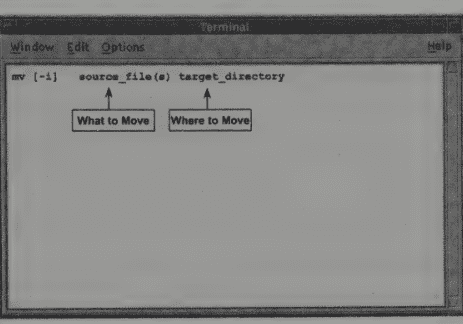 Terminal
Window Edit Options Help
mv [-i] source_file(s) target_directory
What to Move Where to Move